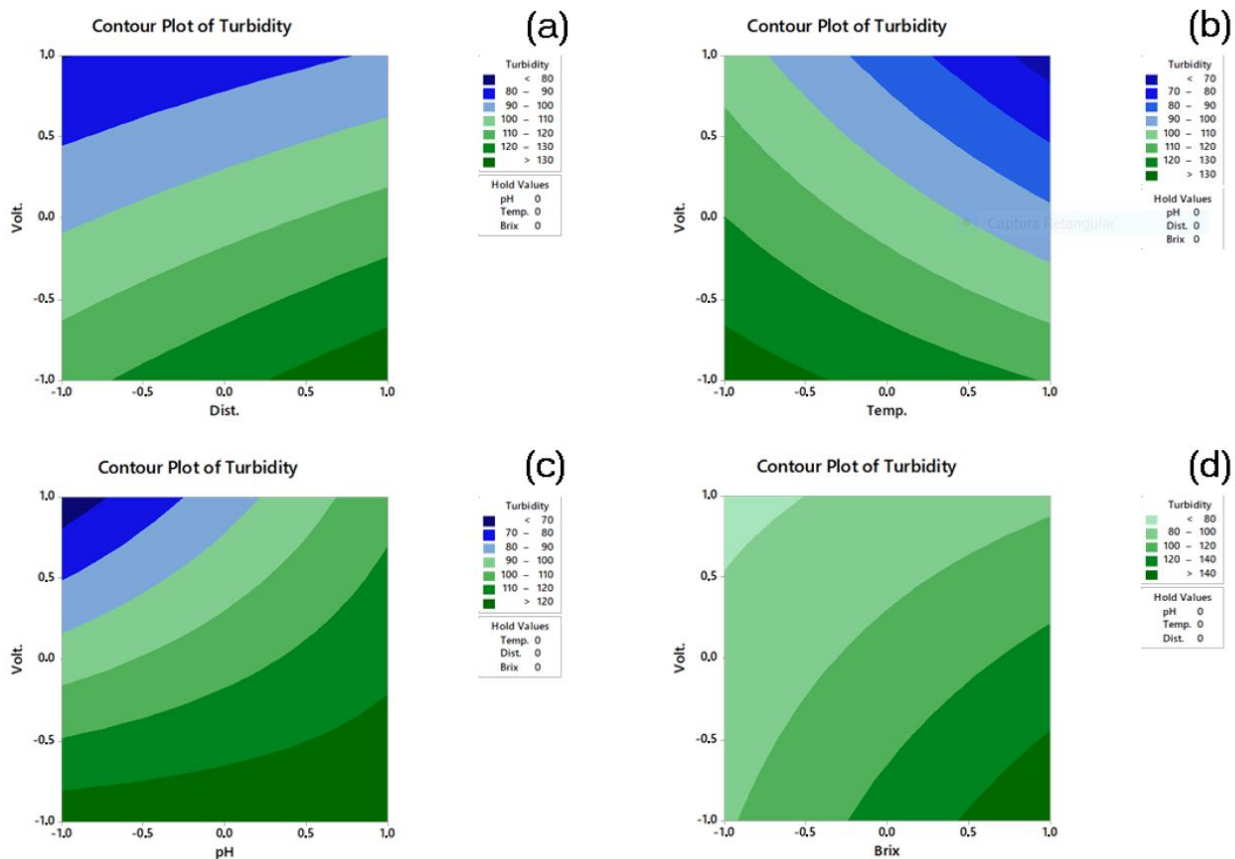 Contour Plot of Turbidity
(a)
1.0
0.5
0.0
-0.5
-1.0
Volt.
-1.0 -0.5 0.0 0.5 1.0
Dist.
Turbidity
< 80
80 – 90
90 – 100
100 – 110
110 – 120
120 – 130
> 130
Hold Values
pH 0
Temp. 0
Brix 0
Contour Plot of Turbidity
(b)
1.0
0.5
0.0
-0.5
-1.0
Volt.
-1.0 -0.5 0.0 0.5 1.0
Temp.
Turbidity
< 70
70 – 80
80 – 90
90 – 100
100 – 110
110 – 120
120 – 130
> 130
Hold Values
pH 0
Dist. 0
Brix 0
Captura Retangular
Contour Plot of Turbidity
(c)
1.0
0.5
0.0
-0.5
-1.0
Volt.
-1.0 -0.5 0.0 0.5 1.0
pH
Turbidity
< 70
70 – 80
80 – 90
90 – 100
100 – 110
110 – 120
> 120
Hold Values
Temp. 0
Dist. 0
Brix 0
Contour Plot of Turbidity
(d)
1.0
0.5
0.0
-0.5
-1.0
Volt.
-1.0 -0.5 0.0 0.5 1.0
Brix
Turbidity
< 80
80 – 100
100 – 120
120 – 140
> 140
Hold Values
pH 0
Temp. 0
Dist. 0